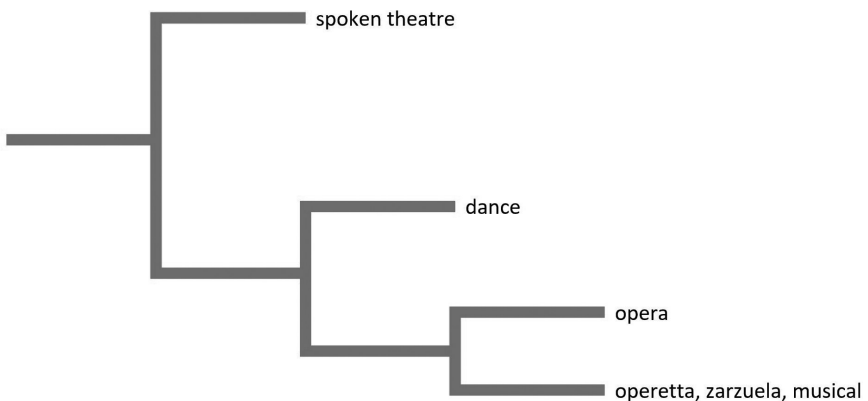 spoken theatre
dance
opera
operetta, zarzuela, musical